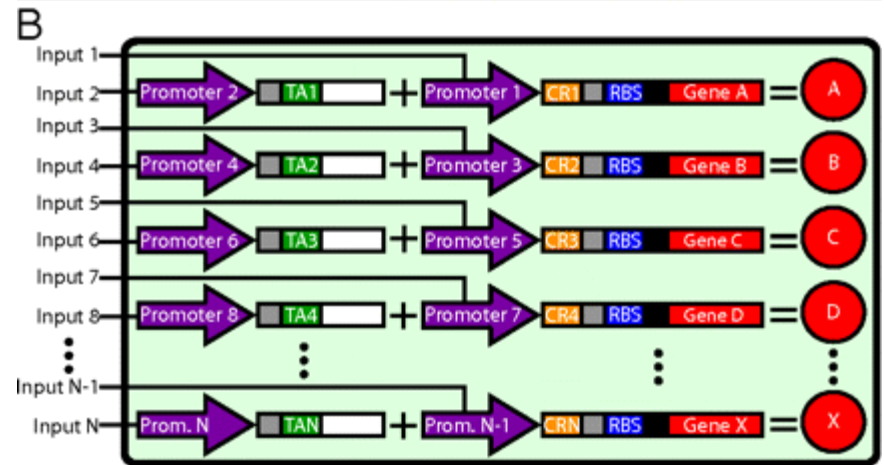 B
Input 1
Input 2 Promoter 2 TA1 + Promoter 1 CR1 RBS Gene A = A
Input 3
Input 4 Promoter 4 TA2 + Promoter 3 CR2 RBS Gene B = B
Input 5
Input 6 Promoter 6 TA3 + Promoter 5 CR3 RBS Gene C = C
Input 7
Input 8 Promoter 8 TA4 + Promoter 7 CR4 RBS Gene D = D
Input N-1
Input N Prom. N TAN + Prom. N-1 CRN RBS Gene X = X